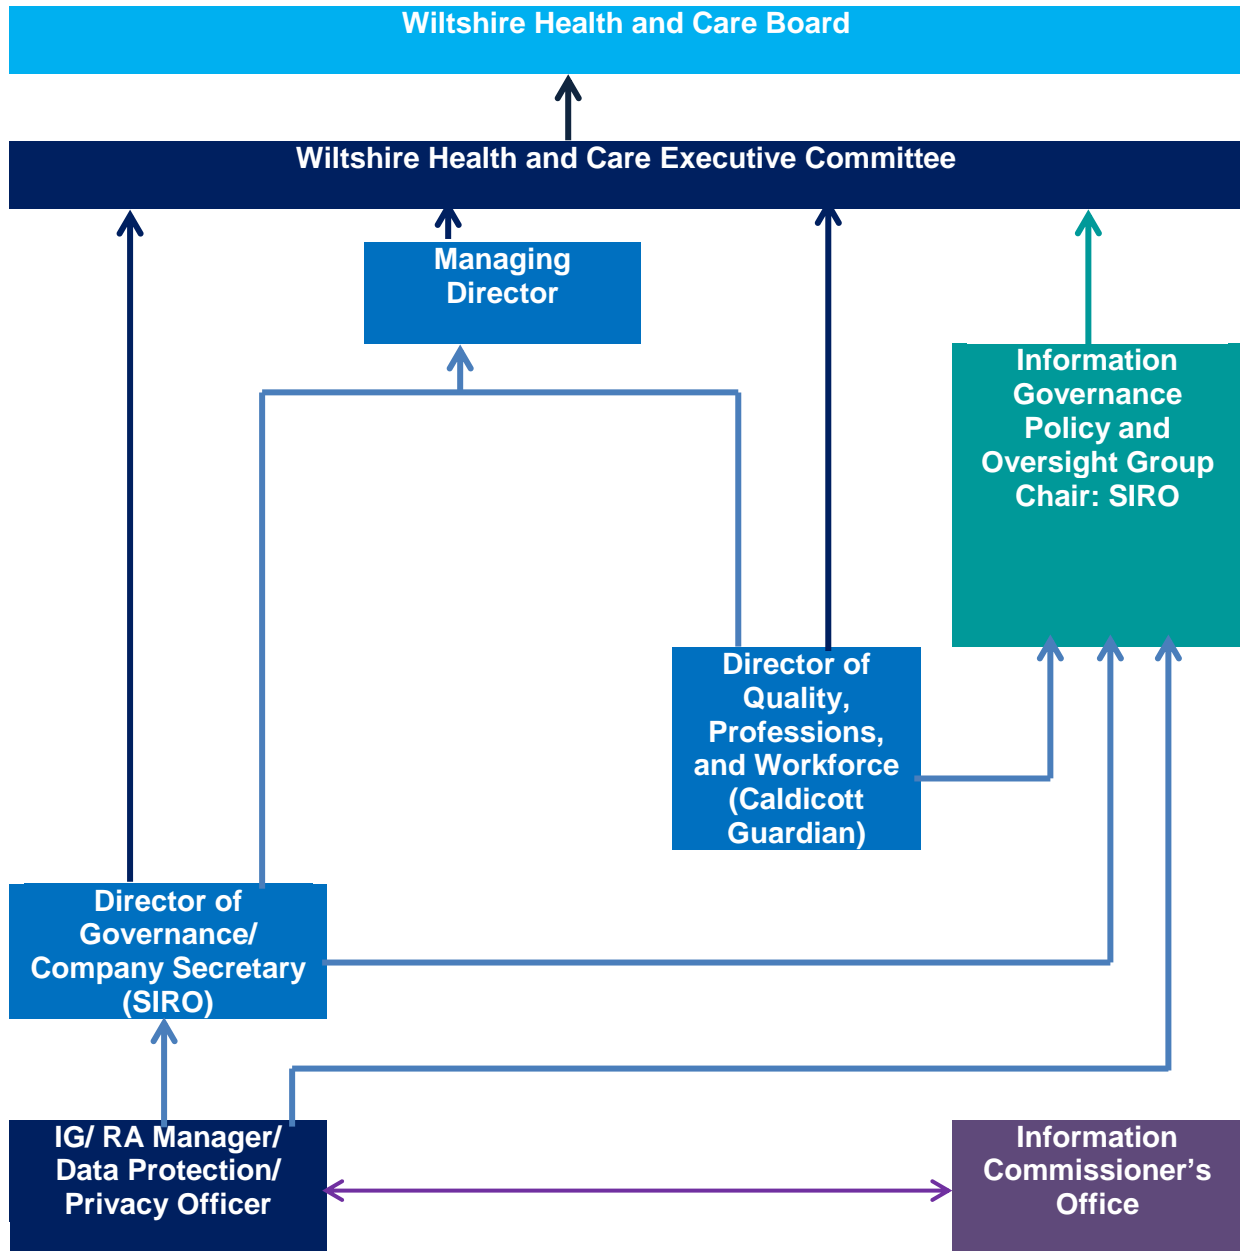 Wiltshire Health and Care Board
Wiltshire Health and Care Executive Committee
Managing
Director
Information
Governance
Policy and
Oversight Group
Chair: SIRO
Director of
Quality,
Professions,
and Workforce
(Caldicott
Guardian)
Director of
Governance/
Company Secretary
(SIRO)
IG/ RA Manager/
Data Protection/
Privacy Officer
Information
Commissioner’s
Office